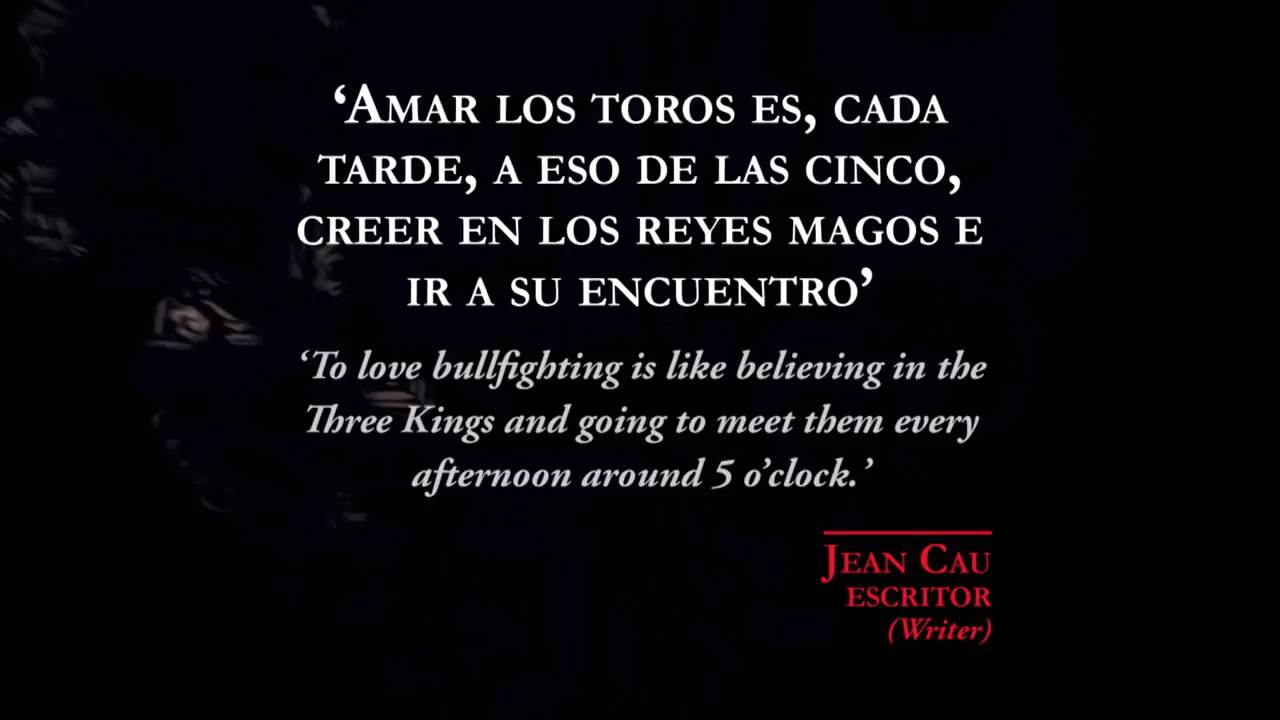 ‘AMAR LOS TOROS ES, CADA
TARDE, A ESO DE LAS CINCO,
CREER EN LOS REYES MAGOS E
IR A SU ENCUENTRO’
‘To love bullfighting is like believing in the
Three Kings and going to meet them every
afternoon around 5 o’clock.’
JEAN CAU
ESCRITOR
(Writer)